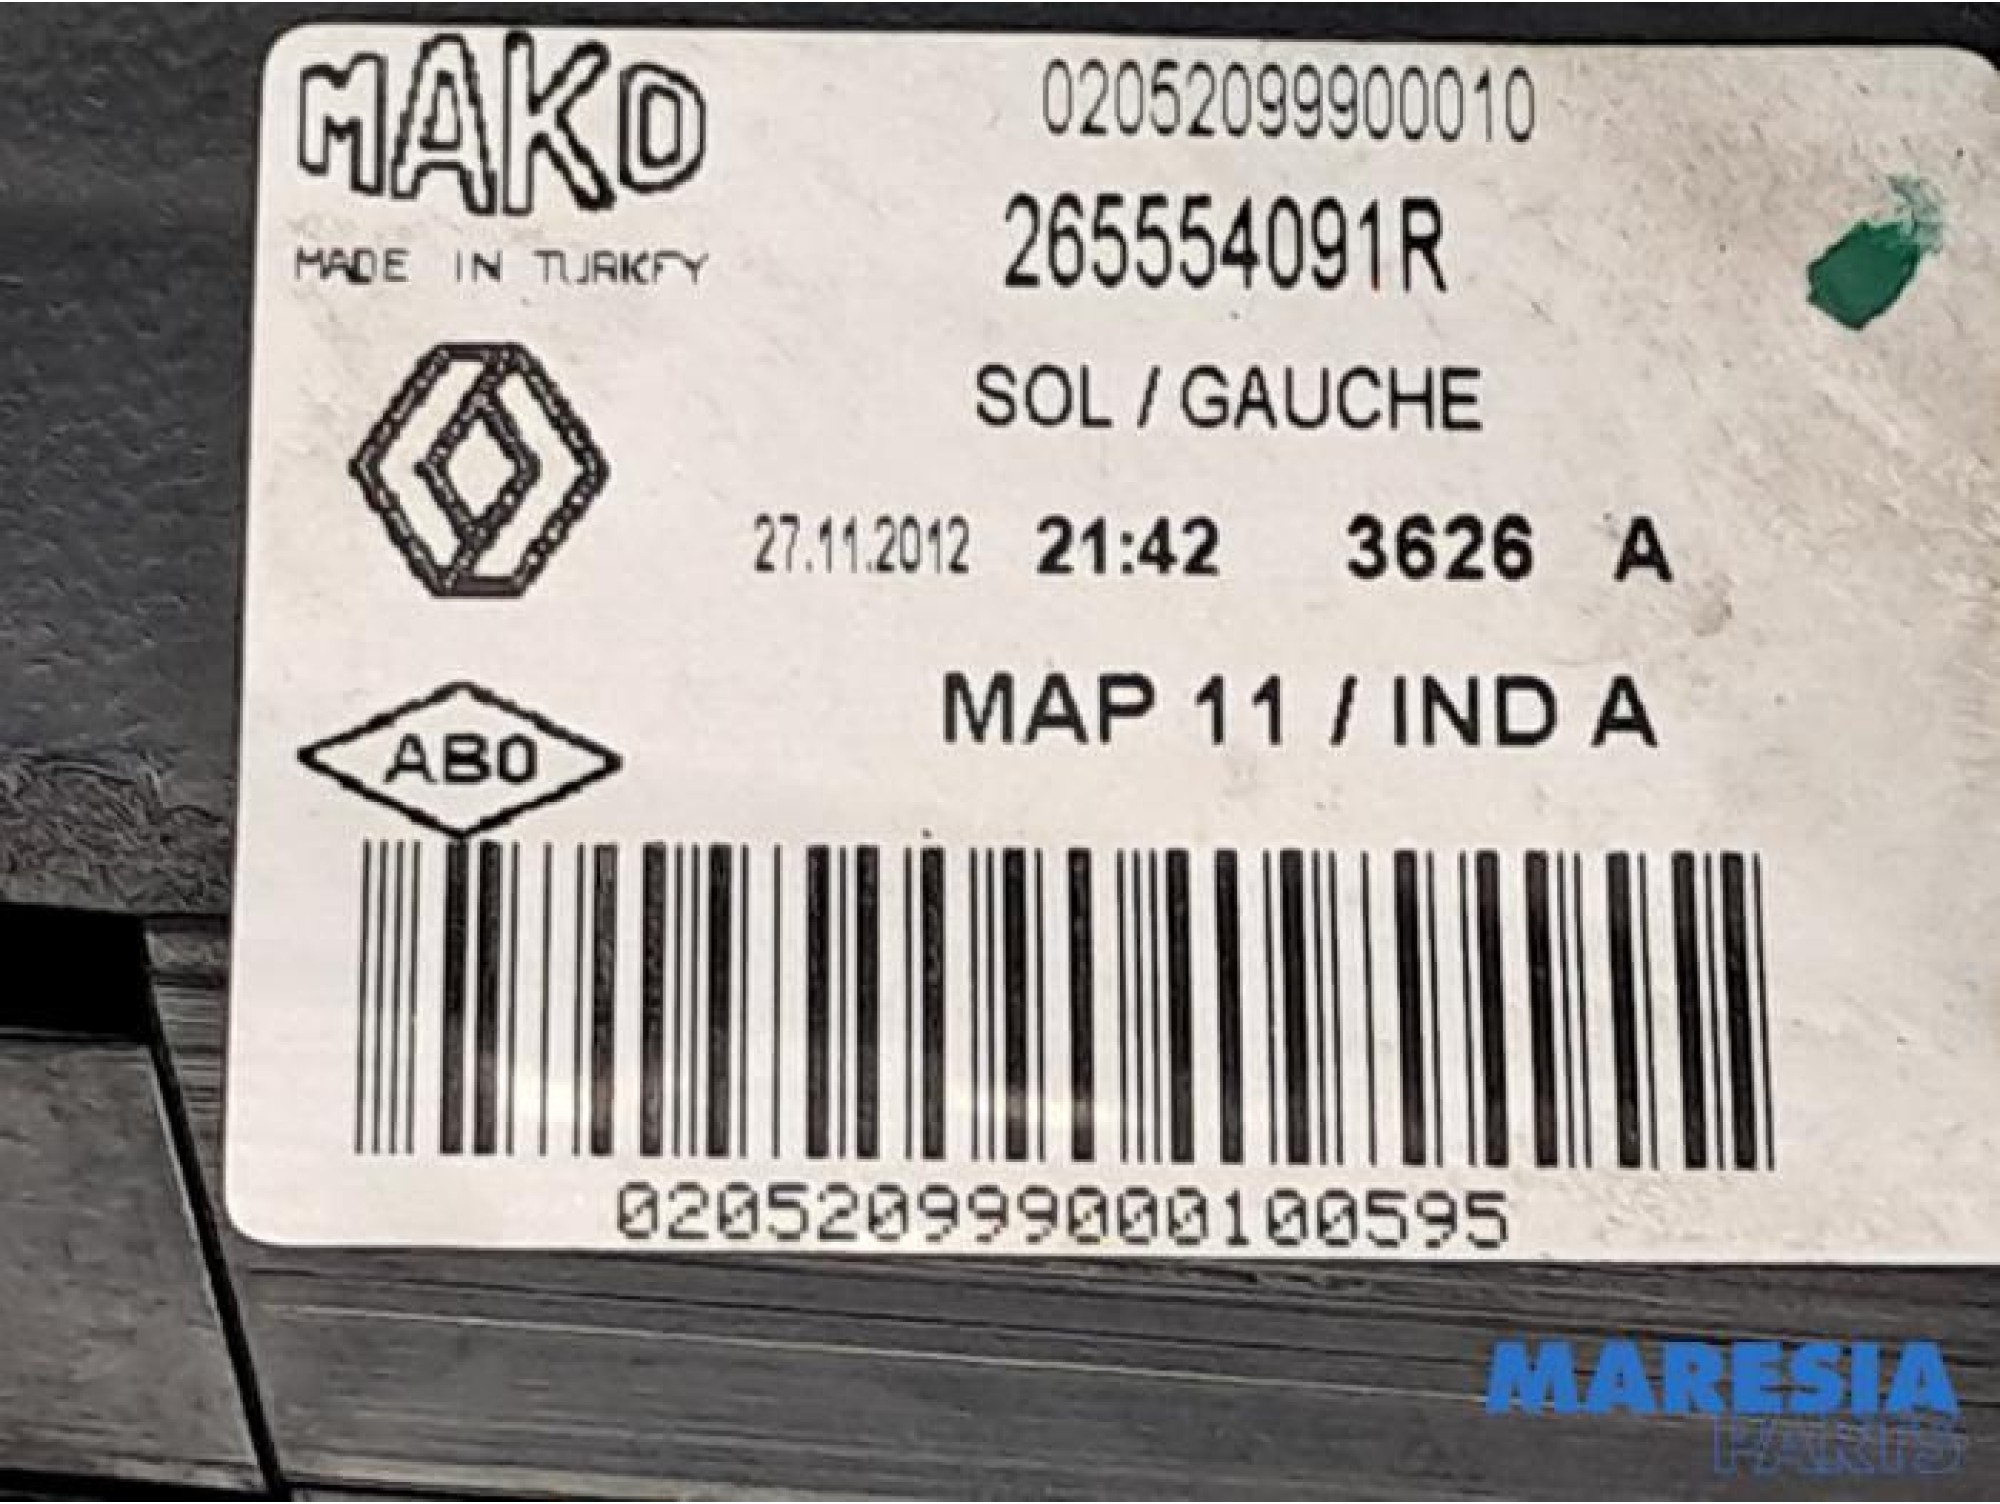 MAKO
02052099900010
MADE IN TURKEY
265554091R
SOL / GAUCHE
27.11.2012 21:42 3626 A
MAP 11 / IND A
ABO
020520999000100595
MARESIA
PARTS